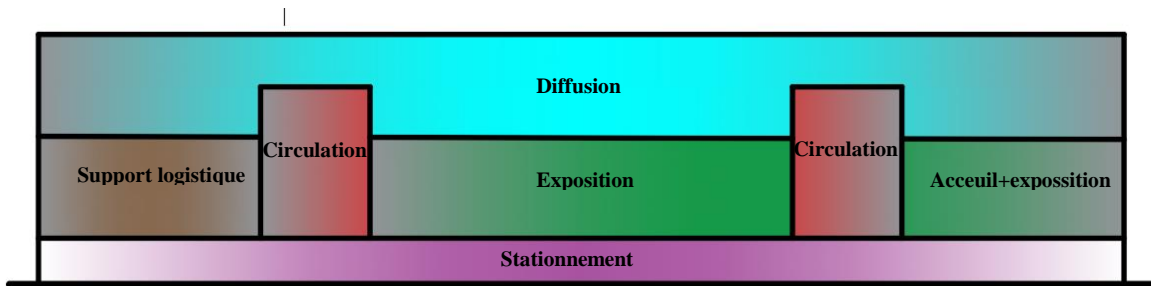 Diffusion
Circulation
Circulation
Support logistique
Exposition
Acceuil+expossition
Stationnement